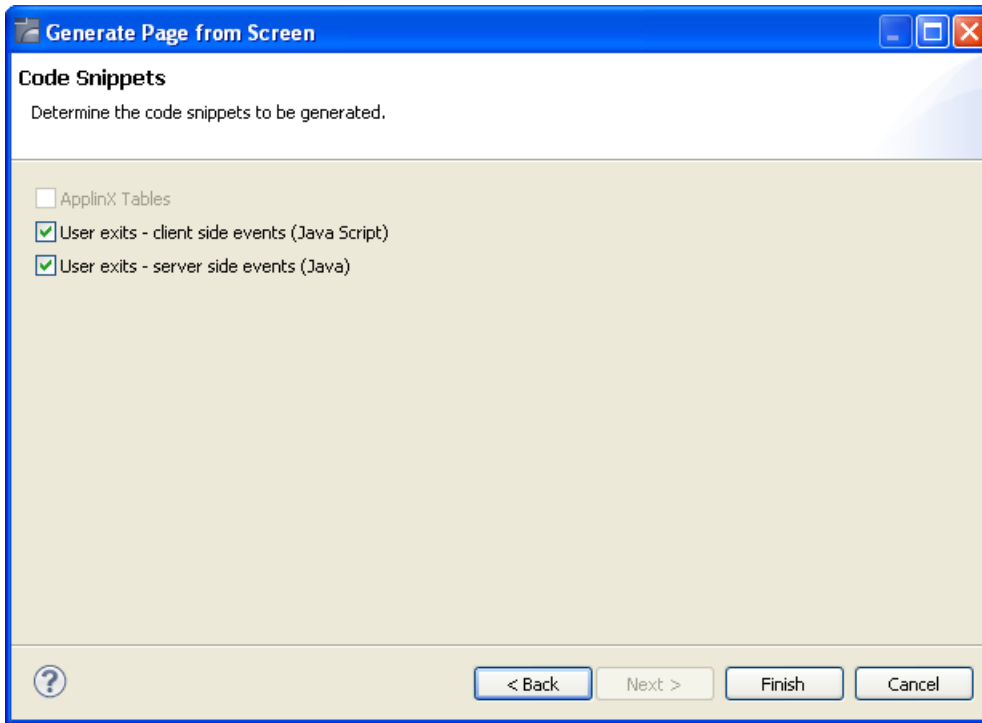 Generate Page from Screen
Code Snippets
Determine the code snippets to be generated.
ApplinX Tables
User exits - client side events (Java Script)
User exits - server side events (Java)
?
< Back Next > Finish Cancel